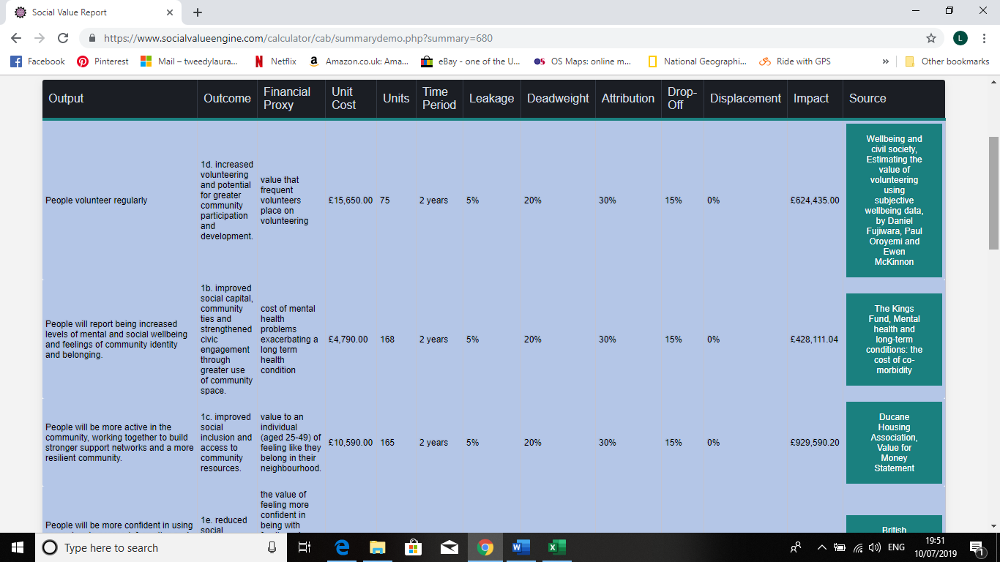 Social Value Report
https://www.socialvalueengine.com/calculator/cab/summarydemo.php?summary=680
L
Facebook
Pinterest
Mail – tweedylaura...
Netflix
Amazon.co.uk: Ama...
eBay - one of the U...
OS Maps: online m...
National Geographi...
Ride with GPS
»
Other bookmarks
Output
Outcome
Financial
Proxy
Unit
Cost
Units
Time
Period
Leakage
Deadweight
Attribution
Drop-
Off
Displacement
Impact
Source
People volunteer regularly
1d. increased
volunteering
and potential
for greater
community
participation
and
development.
value that
frequent
volunteers
place on
volunteering
£15,650.00
75
2 years
5%
20%
30%
15%
0%
£624,435.00
Wellbeing and
civil society,
Estimating the
value of
volunteering
using
subjective
wellbeing data,
by Daniel
Fujiwara, Paul
Oroyemi and
Ewen
McKinnon
People will report being increased
levels of mental and social wellbeing
and feelings of community identity
and belonging.
1b. improved
social capital,
community
ties and
strengthened
civic
engagement
through
greater use
of community
space.
cost of mental
health
problems
exacerbating a
long term
health
condition
£4,790.00
168
2 years
5%
20%
30%
15%
0%
£428,111.04
The Kings
Fund, Mental
health and
long-term
conditions: the
cost of co-
morbidity
People will be more active in the
community, working together to build
stronger support networks and a more
resilient community.
1c. improved
social
inclusion and
access to
community
resources.
value to an
individual
(aged 25-49) of
feeling like they
belong in their
neighbourhood.
£10,590.00
165
2 years
5%
20%
30%
15%
0%
£929,590.20
Ducane
Housing
Association,
Value for
Money
Statement
People will be more confident in using
1e. reduced
social
the value of
feeling more
confident in
being with
British
Type here to search
ENG
19:51
10/07/2019
1